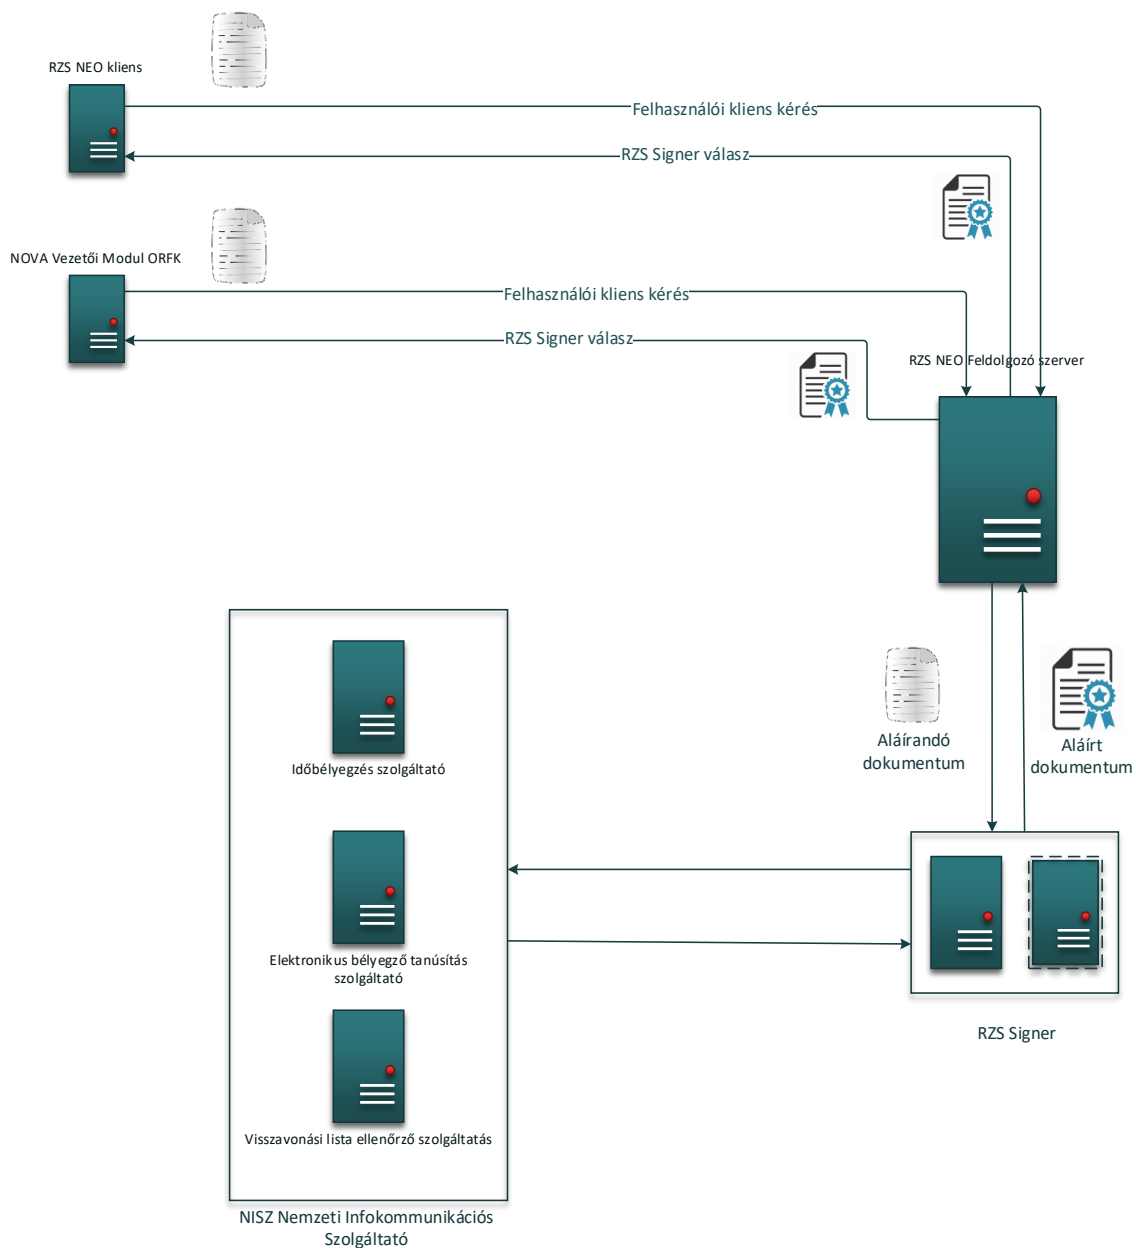 RZS NEO kliens
Felhasználói kliens kérés
RZS Signer válasz
NOVA Vezetői Modul ORFK
Felhasználói kliens kérés
RZS Signer válasz
RZS NEO Feldolgozó szerver
Aláírandó
dokumentum
Aláírt
dokumentum
Időbélyegzés szolgáltató
Elektronikus bélyegző tanúsítás
szolgáltató
Visszavonási lista ellenőrző szolgáltatás
RZS Signer
NISZ Nemzeti Infokommunikációs
Szolgáltató